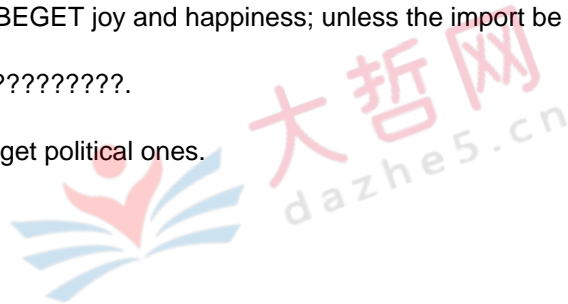 BEGET joy and happiness; unless the import be
?????????.
get political ones.
大哲网
dazhe5.cn